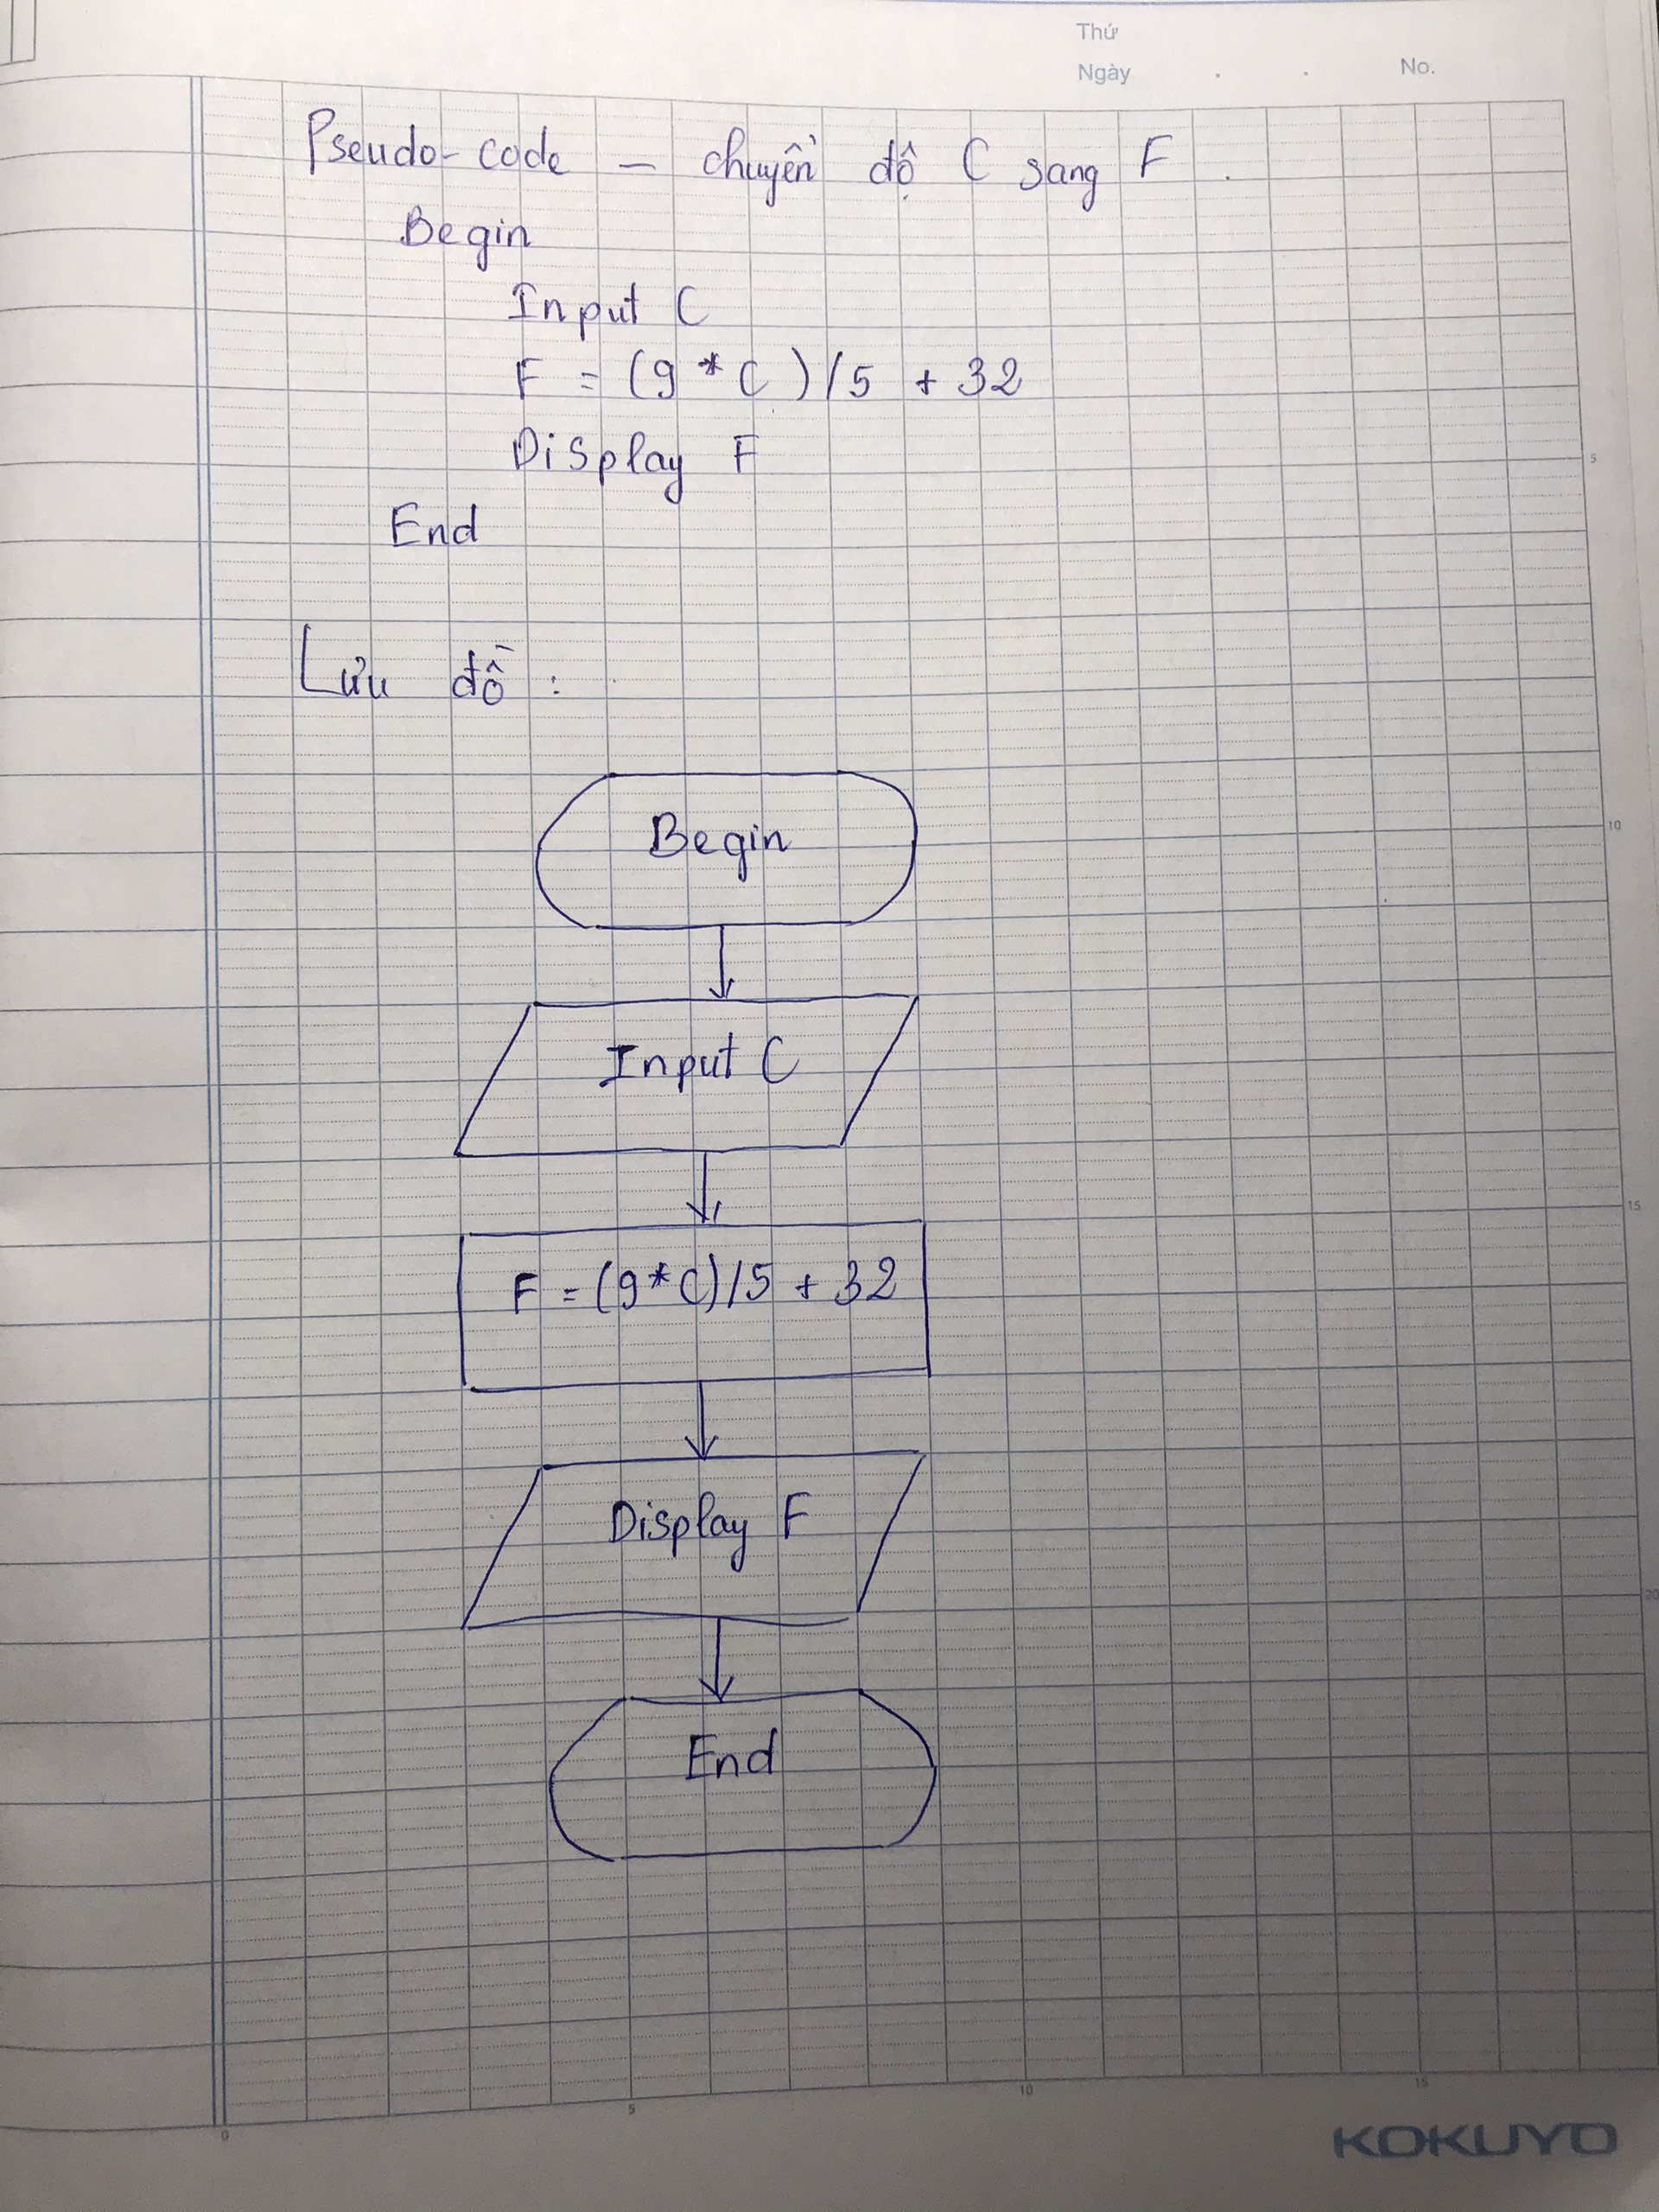 Thứ
Ngày . . No.
Pseudo-code – chuyển độ C sang F.
Begin
Input C
F = (9 * C )/5 + 32
Display F
End
5
Lưu đồ :
Begin
10
Input C
15
F = (9*C)/5 + 32
Display F
20
End
0 5 10 15
KOKUYO